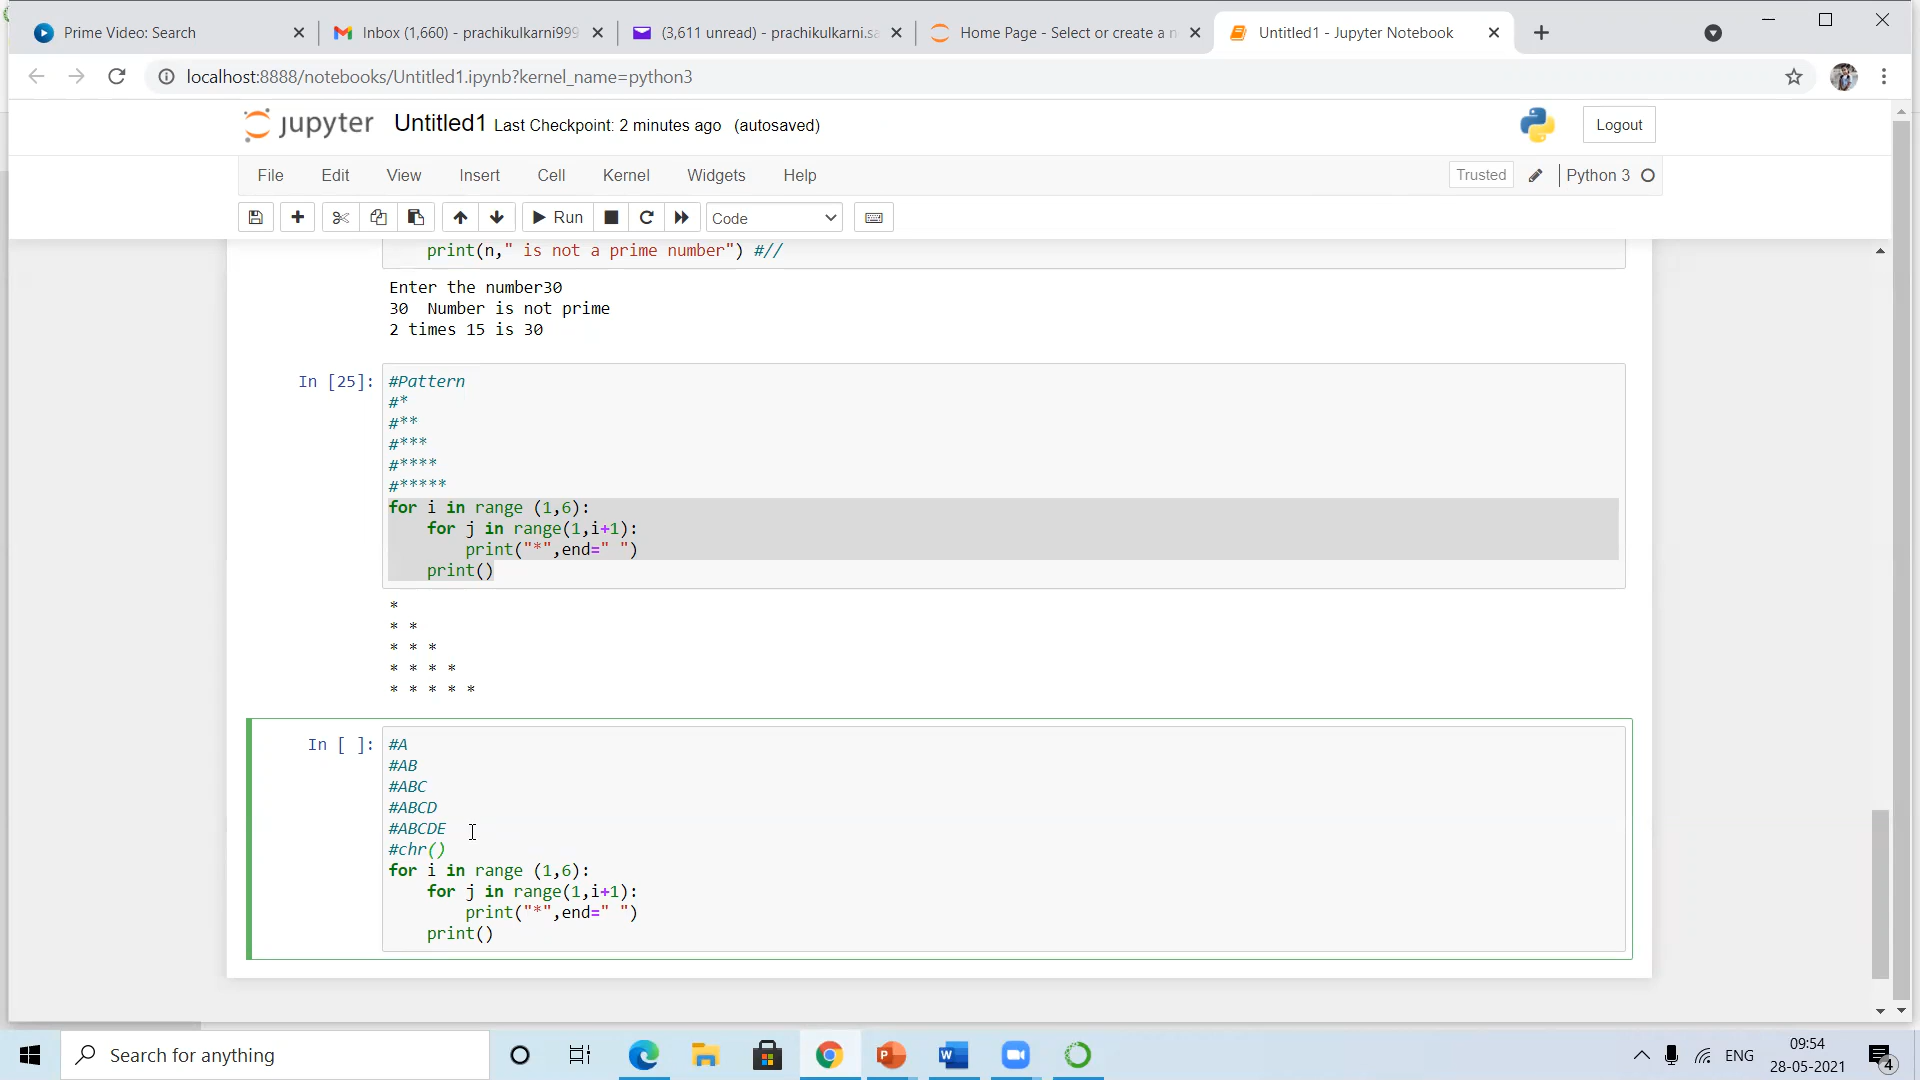 Prime Video: Search
Inbox (1,660) - prachikulkarni999
(3,611 unread) - prachikulkarni.sa
Home Page - Select or create a n
Untitled1 - Jupyter Notebook
localhost:8888/notebooks/Untitled1.ipynb?kernel_name=python3
jupyter Untitled1 Last Checkpoint: 2 minutes ago (autosaved)
Logout
File Edit View Insert Cell Kernel Widgets Help
Trusted
Python 3
Run
Code
print(n," is not a prime number") #//
Enter the number30
30  Number is not prime
2 times 15 is 30
In [25]: #Pattern
#*
#**
#***
#****
#*****
for i in range (1,6):
    for j in range(1,i+1):
        print("*",end=" ")
    print()
*
* *
* * *
* * * *
* * * * *
In [ ]: #A
#AB
#ABC
#ABCD
#ABCDE
#chr()
for i in range (1,6):
    for j in range(1,i+1):
        print("*",end=" ")
    print()
Search for anything
P
W
ENG
09:54
28-05-2021
4